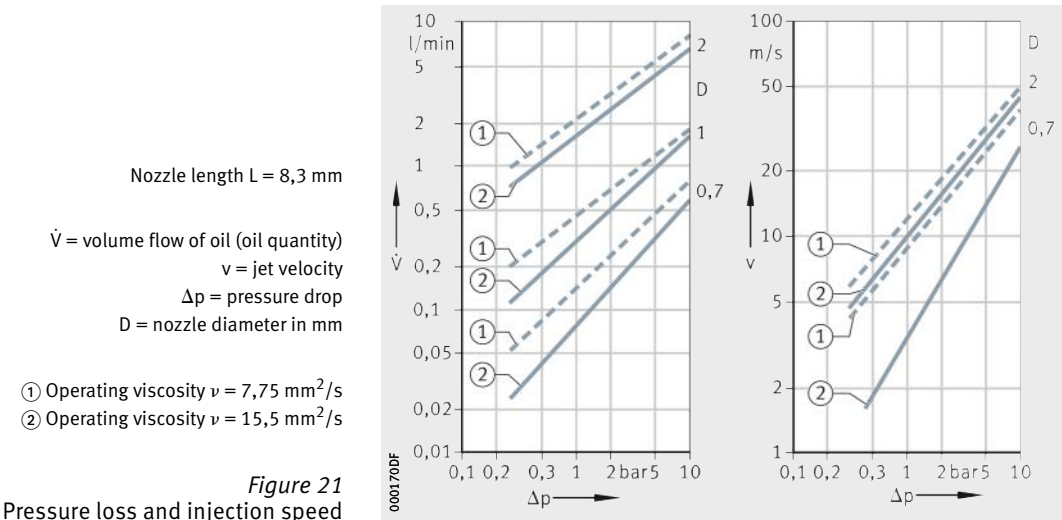 Nozzle length L = 8,3 mm
V̇ = volume flow of oil (oil quantity)
v = jet velocity
Δp = pressure drop
D = nozzle diameter in mm
① Operating viscosity ν = 7,75 mm²/s
② Operating viscosity ν = 15,5 mm²/s
Figure 21
Pressure loss and injection speed
10
l/min
5
2
1
0,5
V̇
0,2
0,1
0,05
0,02
0,01
0,1 0,2 0,3 1 2 bar 5 10
Δp
2
D
1
0,7
①
②
①
②
①
②
000170DF
100
m/s
50
20
10
v
5
2
1
0,1 0,2 0,3 1 2 bar 5 10
Δp
D
2
0,7
①
②
①
②